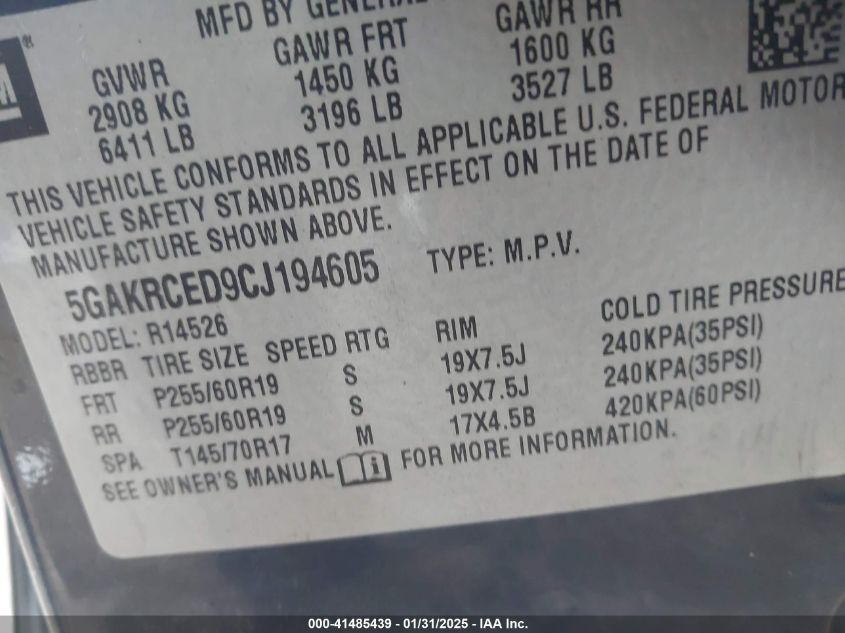 MFD BY GENERAL
GVWR GAWR FRT GAWR RR
2908 KG 1450 KG 1600 KG
6411 LB 3196 LB 3527 LB
THIS VEHICLE CONFORMS TO ALL APPLICABLE U.S. FEDERAL MOTOR
VEHICLE SAFETY STANDARDS IN EFFECT ON THE DATE OF
MANUFACTURE SHOWN ABOVE.
5GAKRCED9CJ194605 TYPE: M.P.V.
MODEL: R14526
RBBR TIRE SIZE SPEED RTG RIM COLD TIRE PRESSURE
FRT P255/60R19 S 19X7.5J 240KPA(35PSI)
RR P255/60R19 S 19X7.5J 240KPA(35PSI)
SPA T145/70R17 M 17X4.5B 420KPA(60PSI)
SEE OWNER'S MANUAL FOR MORE INFORMATION.
000-41485439 - 01/31/2025 - IAA Inc.